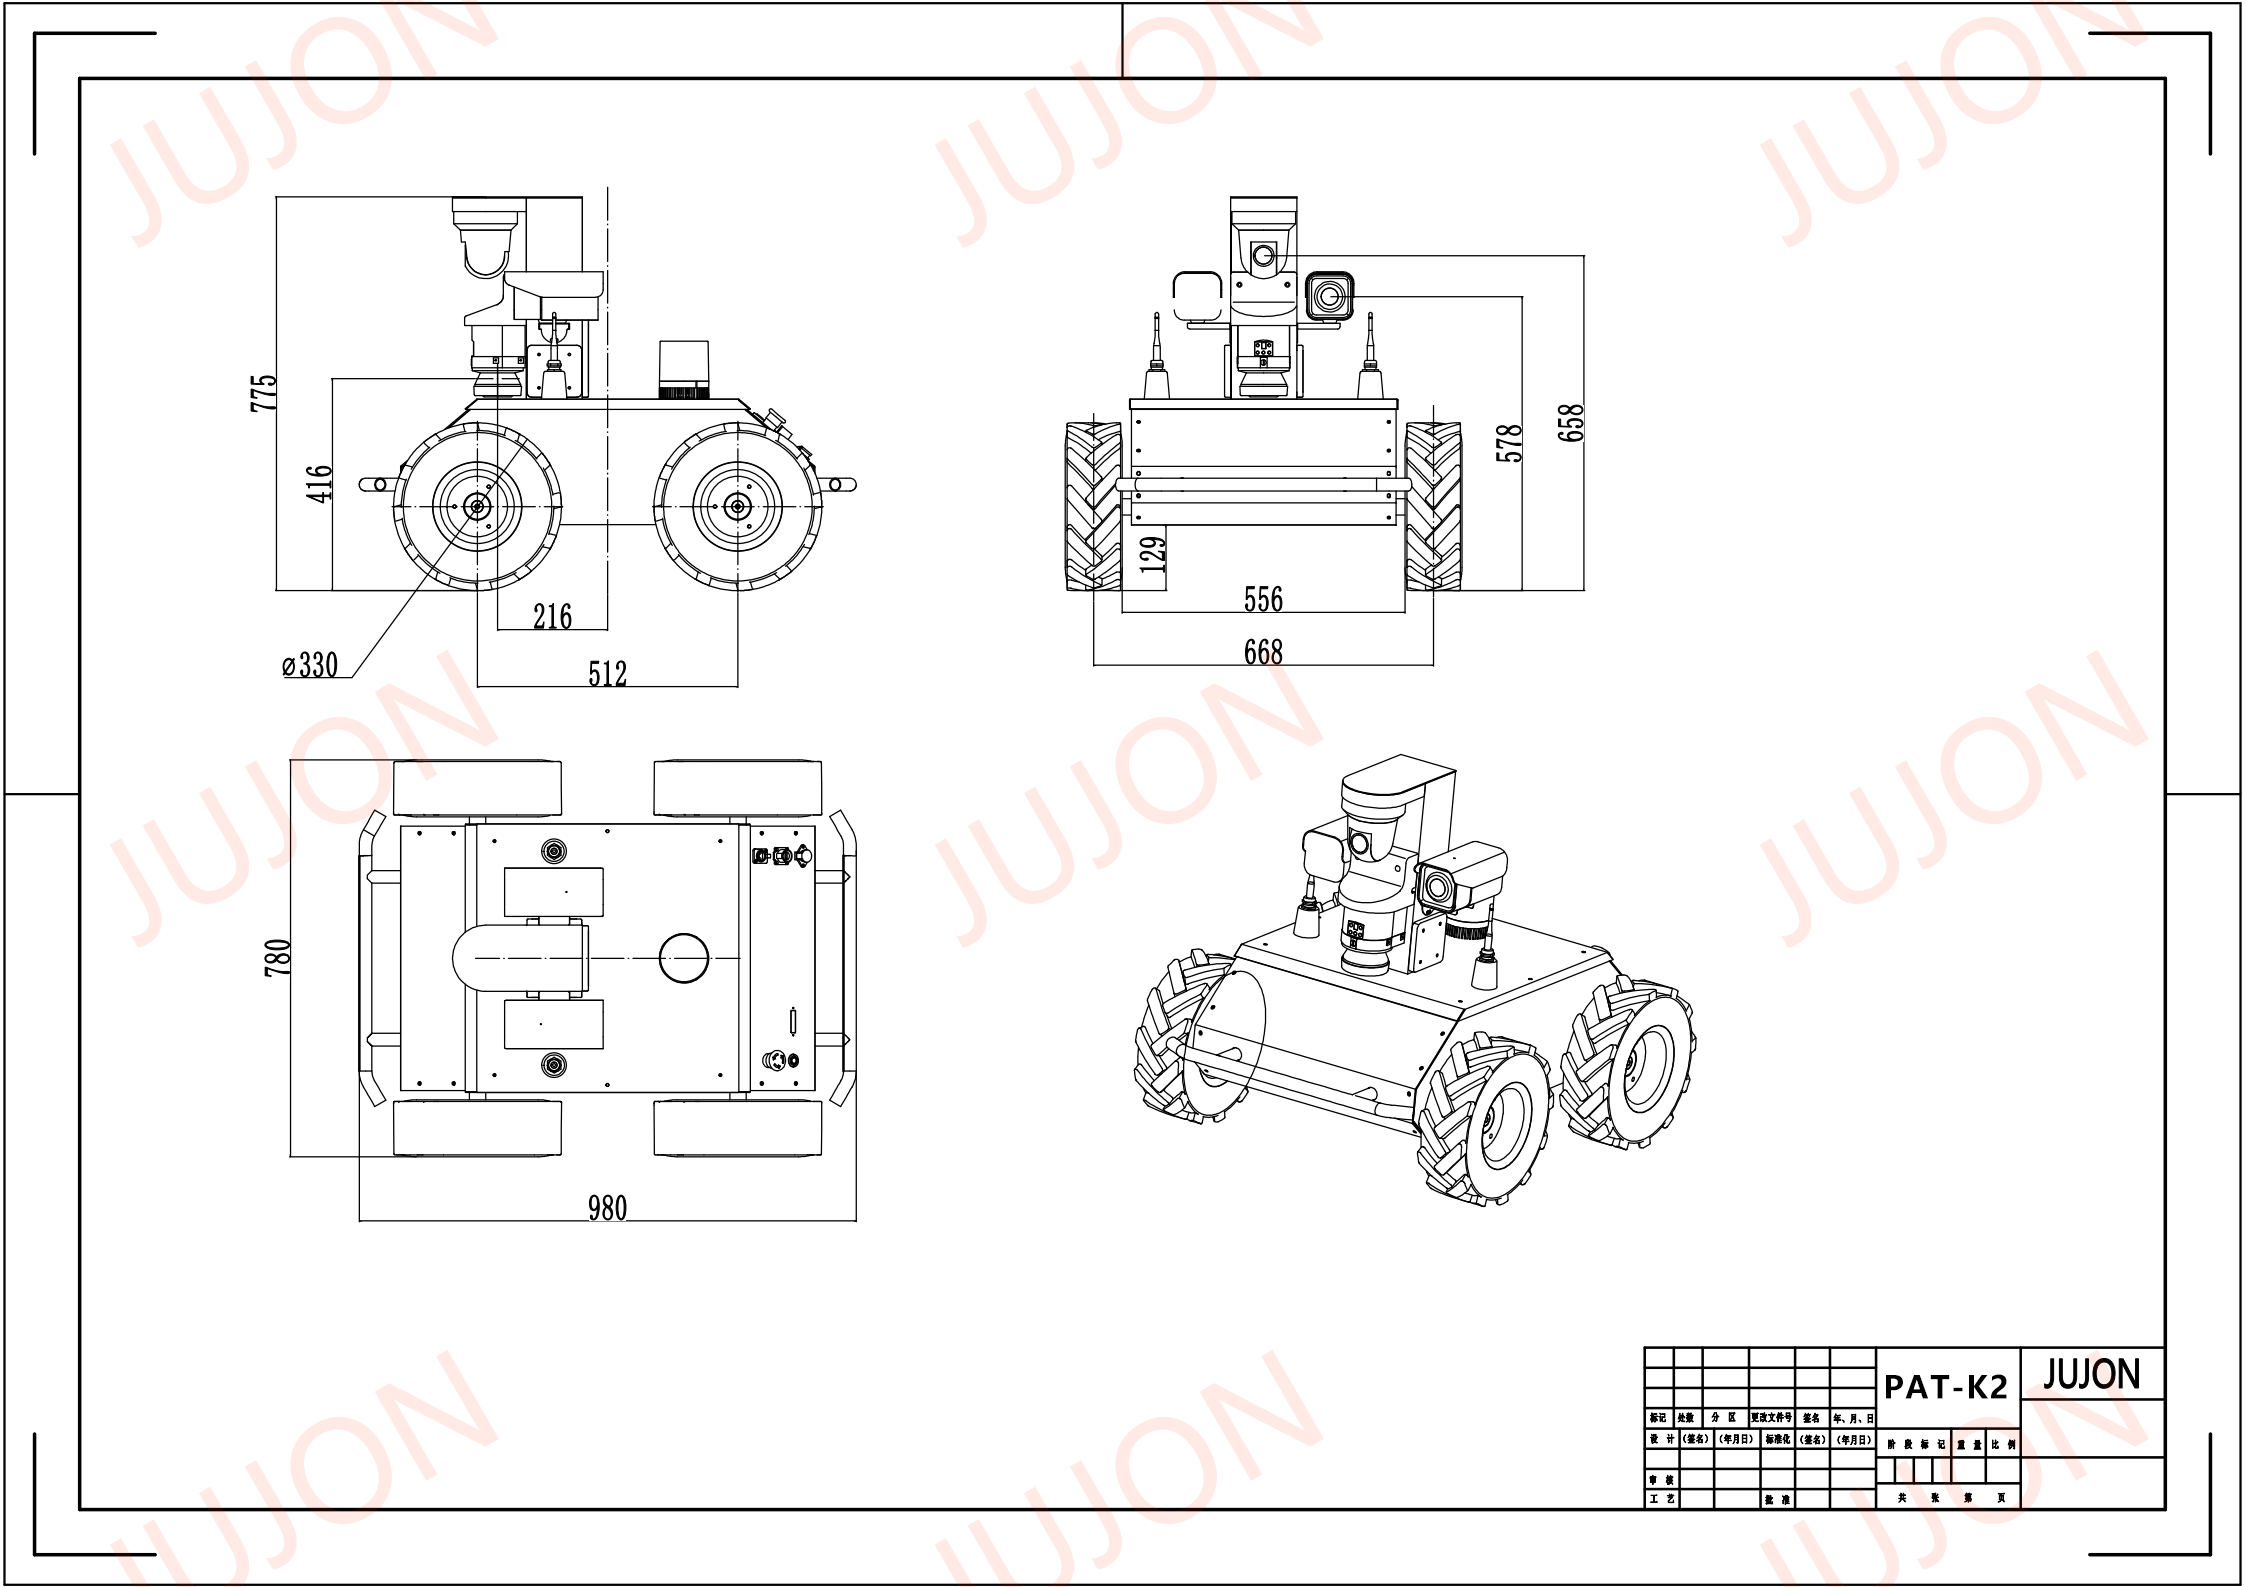 JUJON
JUJON
JUJON
775
416
216
512
ø330
129
556
668
578
658
JUJON
JUJON
JUJON
780
980
JUJON
JUJON
JUJON
PAT-K2
JUJON
标记 处数 分 区 更改文件号 签名 年、月、日
设 计 (签名) (年月日) 标准化 (签名) (年月日)
阶 段 标 记 重 量 比 例
审 核
工 艺 批 准
共 张 第 页